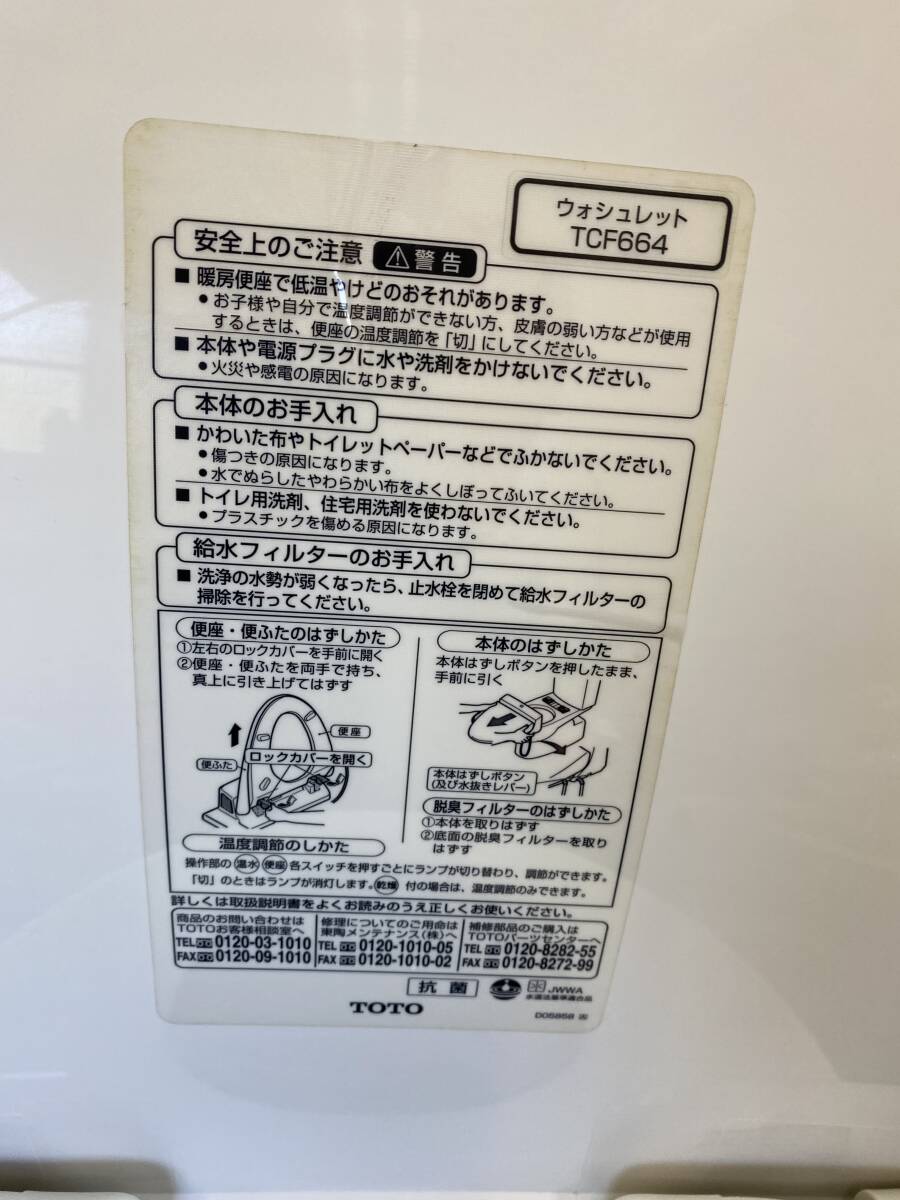 ウォシュレット
TCF664
安全上のご注意 ⚠警告
■ 暖房便座で低温やけどのおそれがあります。
●お子様や自分で温度調節ができない方、皮膚の弱い方などが使用
するときは、便座の温度調節を「切」にしてください。
■ 本体や電源プラグに水や洗剤をかけないでください。
●火災や感電の原因になります。
本体のお手入れ
■ かわいた布やトイレットペーパーなどでふかないでください。
●傷つきの原因になります。
●水でぬらしたやわらかい布をよくしぼってふいてください。
■ トイレ用洗剤、住宅用洗剤を使わないでください。
●プラスチックを傷める原因になります。
給水フィルターのお手入れ
■ 洗浄の水勢が弱くなったら、止水栓を閉めて給水フィルターの
掃除を行ってください。
便座・便ふたのはずしかた
①左右のロックカバーを手前に開く
②便座・便ふたを両手で持ち、
真上に引き上げてはずす
便座
ロックカバーを開く
便ふた
本体のはずしかた
本体はずしボタンを押したまま、
手前に引く
本体はずしボタン
(及び水抜きレバー)
脱臭フィルターのはずしかた
①本体を取りはずす
②底面の脱臭フィルターを取り
はずす
温度調節のしかた
操作部の 温水 便座 各スイッチを押すごとにランプが切り替わり、調節ができます。
「切」のときはランプが消灯します。乾燥 付の場合は、温度調節のみできます。
詳しくは取扱説明書をよくお読みのうえ正しくお使いください。
商品のお問い合わせは
TOTOお客様相談室へ
TEL 0120-03-1010
FAX 0120-09-1010
修理についてのご用命は
東陶メンテナンス(株)へ
TEL 0120-1010-05
FAX 0120-1010-02
補修部品のご購入は
TOTOパーツセンターへ
TEL 0120-8282-55
FAX 0120-8272-99
抗菌
JWWA
水道法基準適合品
TOTO
D05858